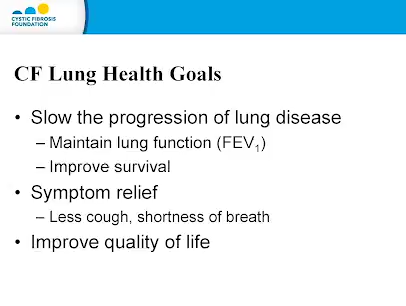 CYSTIC FIBROSIS
FOUNDATION
CF Lung Health Goals
• Slow the progression of lung disease
– Maintain lung function (FEV₁)
– Improve survival
• Symptom relief
– Less cough, shortness of breath
• Improve quality of life